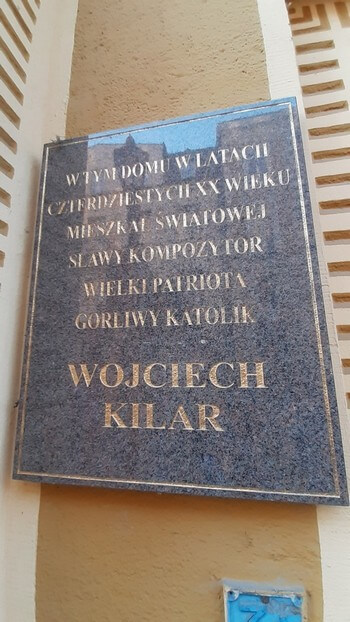 W TYM DOMU W LATACH
CZTERDZIESTYCH XX WIEKU
MIESZKAŁ ŚWIATOWEJ
SŁAWY KOMPOZYTOR
WIELKI PATRIOTA
GORLIWY KATOLIK
WOJCIECH
KILAR